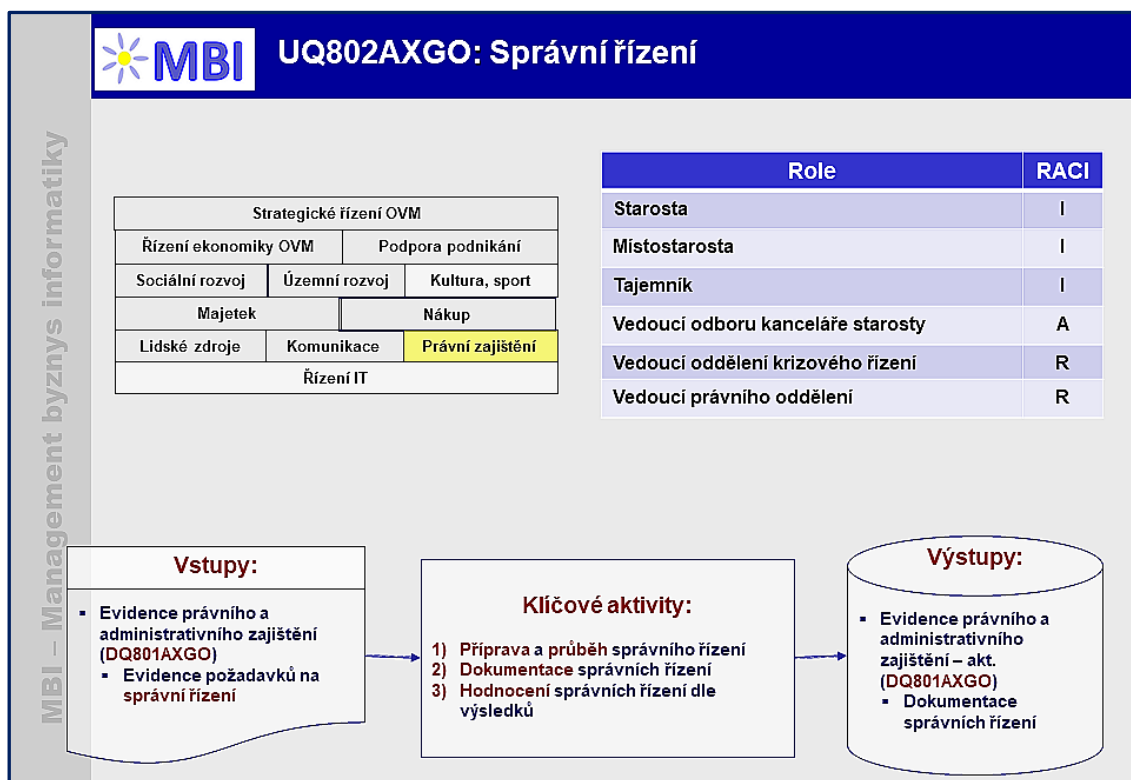 MBI
UQ802AXGO: Správní řízení
MBI – Management byznys informatiky
Strategické řízení OVM
Řízení ekonomiky OVM
Podpora podnikání
Sociální rozvoj
Územní rozvoj
Kultura, sport
Majetek
Nákup
Lidské zdroje
Komunikace
Právní zajištění
Řízení IT
Role RACI
Starosta I
Místostarosta I
Tajemník I
Vedoucí odboru kanceláře starosty A
Vedoucí oddělení krizového řízení R
Vedoucí právního oddělení R
Vstupy:
▪ Evidence právního a
administrativního zajištění
(DQ801AXGO)
▪ Evidence požadavků na
správní řízení
Klíčové aktivity:
1) Příprava a průběh správního řízení
2) Dokumentace správních řízení
3) Hodnocení správních řízení dle
výsledků
Výstupy:
▪ Evidence právního a
administrativního
zajištění – akt.
(DQ801AXGO)
▪ Dokumentace
správních řízení